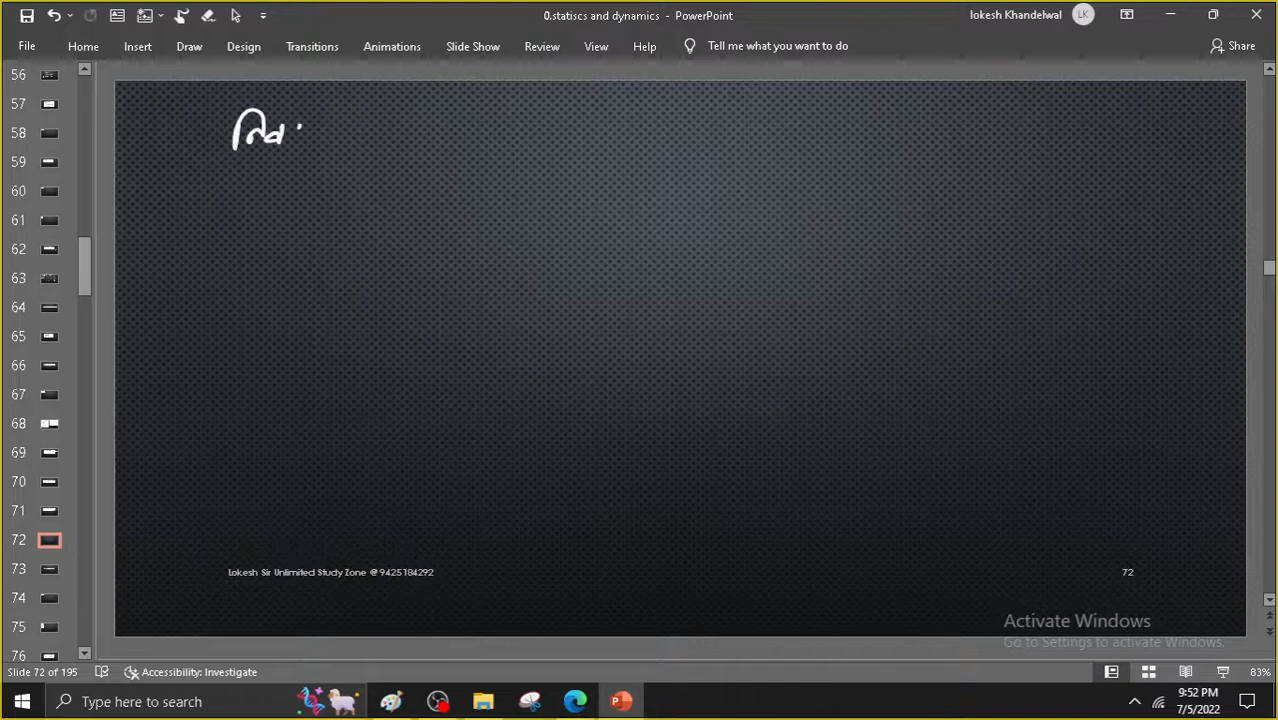 0.statiscs and dynamics - PowerPoint
lokesh Khandelwal
LK
File Home Insert Draw Design Transitions Animations Slide Show Review View Help Tell me what you want to do
Share
56
57
58
59
60
61
62
63
64
65
66
67
68
69
70
71
72
73
74
75
76
Lokesh Sir Unlimited Study Zone @ 9425184292
72
Activate Windows
Go to Settings to activate Windows.
Slide 72 of 195 Accessibility: Investigate
83%
Type here to search
9:52 PM
7/5/2022